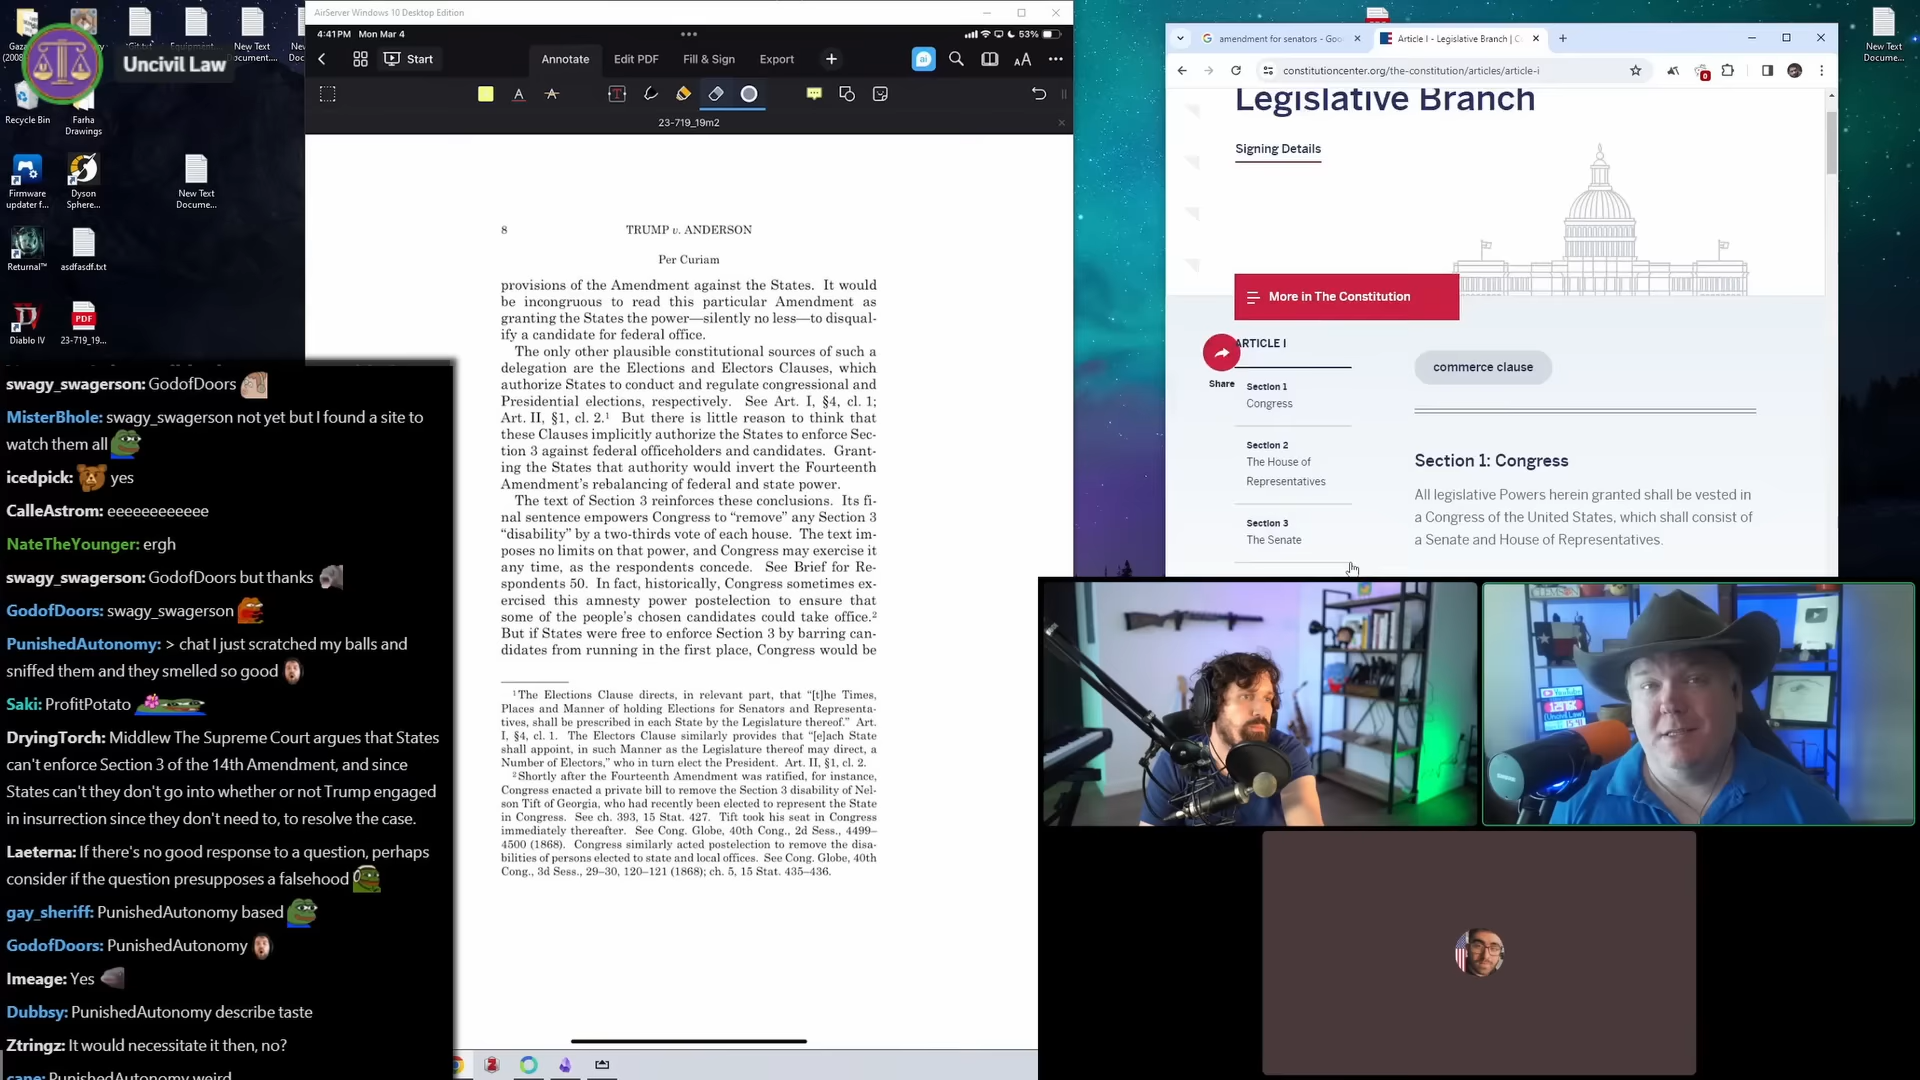 Uncivil Law
Gaza
(2008
Equipment
New Text
Document....
Recycle Bin
Farha
Drawings
Firmware
updater f...
Dyson
Sphere...
New Text
Docume...
Returnal™
asdfasdf.txt
Diablo IV
23-719_19...
PDF
swagy_swagerson: GodofDoors
MisterBhole: swagy_swagerson not yet but I found a site to
watch them all
icedpick: yes
CalleAstrom: eeeeeeeeeeee
NateTheYounger: ergh
swagy_swagerson: GodofDoors but thanks
GodofDoors: swagy_swagerson
PunishedAutonomy: > chat I just scratched my balls and
sniffed them and they smelled so good
Saki: ProfitPotato
DryingTorch: Middlew The Supreme Court argues that States
can't enforce Section 3 of the 14th Amendment, and since
States can't they don't go into whether or not Trump engaged
in insurrection since they don't need to, to resolve the case.
Laeterna: If there's no good response to a question, perhaps
consider if the question presupposes a falsehood
gay_sheriff: PunishedAutonomy based
GodofDoors: PunishedAutonomy
Imeage: Yes
Dubbsy: PunishedAutonomy describe taste
Ztringz: It would necessitate it then, no?
cane: PunishedAutonomy weird
AirServer Windows 10 Desktop Edition
4:41 PM Mon Mar 4
53%
Start
Annotate
Edit PDF
Fill & Sign
Export
23-719_19m2
8 TRUMP v. ANDERSON
Per Curiam
provisions of the Amendment against the States. It would
be incongruous to read this particular Amendment as
granting the States the power—silently no less—to disqual-
ify a candidate for federal office.
The only other plausible constitutional sources of such a
delegation are the Elections and Electors Clauses, which
authorize States to conduct and regulate congressional and
Presidential elections, respectively. See Art. I, §4, cl. 1;
Art. II, §1, cl. 2.¹ But there is little reason to think that
these Clauses implicitly authorize the States to enforce Sec-
tion 3 against federal officeholders and candidates. Grant-
ing the States that authority would invert the Fourteenth
Amendment's rebalancing of federal and state power.
The text of Section 3 reinforces these conclusions. Its fi-
nal sentence empowers Congress to “remove” any Section 3
“disability” by a two-thirds vote of each house. The text im-
poses no limits on that power, and Congress may exercise it
any time, as the respondents concede. See Brief for Re-
spondents 50. In fact, historically, Congress sometimes ex-
ercised this amnesty power postelection to ensure that
some of the people's chosen candidates could take office.²
But if States were free to enforce Section 3 by barring can-
didates from running in the first place, Congress would be
¹ The Elections Clause directs, in relevant part, that “[t]he Times,
Places and Manner of holding Elections for Senators and Representa-
tives, shall be prescribed in each State by the Legislature thereof.” Art.
I, §4, cl. 1. The Electors Clause similarly provides that “[e]ach State
shall appoint, in such Manner as the Legislature thereof may direct, a
Number of Electors,” who in turn elect the President. Art. II, §1, cl. 2.
² Shortly after the Fourteenth Amendment was ratified, for instance,
Congress enacted a private bill to remove the Section 3 disability of Nel-
son Tift of Georgia, who had recently been elected to represent the State
in Congress. See ch. 393, 15 Stat. 427. Tift took his seat in Congress
immediately thereafter. See Cong. Globe, 40th Cong., 2d Sess., 4499–
4500 (1868). Congress similarly acted postelection to remove the disa-
bilities of persons elected to state and local offices. See Cong. Globe, 40th
Cong., 3d Sess., 29–30, 120–121 (1868); ch. 5, 15 Stat. 435–436.
amendment for senators - Goo
Article I - Legislative Branch | C
constitutioncenter.org/the-constitution/articles/article-i
Legislative Branch
Signing Details
More in The Constitution
ARTICLE I
Share
Section 1
Congress
Section 2
The House of
Representatives
Section 3
The Senate
commerce clause
Section 1: Congress
All legislative Powers herein granted shall be vested in
a Congress of the United States, which shall consist of
a Senate and House of Representatives.
New Text
Docume...
CLEMSON
YouTube